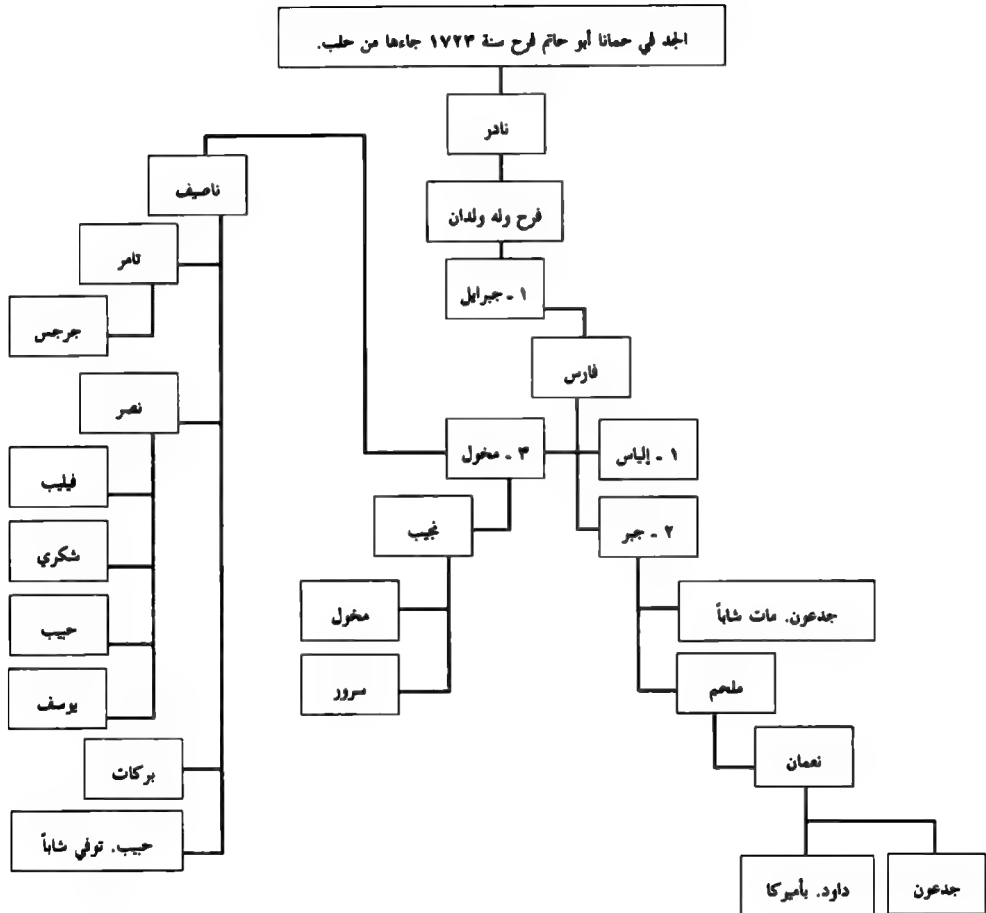 الجد في حمانا أبو حاتم فرح سنة ١٧٢٣ جاءها من حلب.
نادر
فرح وله ولدان
١ ـ جبرايل
فارس
١ ـ إلياس
٢ ـ جبر
٣ ـ مخول
جدعون. مات شاباً
ملحم
نعمان
جدعون
داود. بأميركا
نجيب
مخول
سرور
ناصيف
تامر
جرجس
نصر
فيليب
شكري
حبيب
يوسف
بركات
حبيب. توفي شاباً